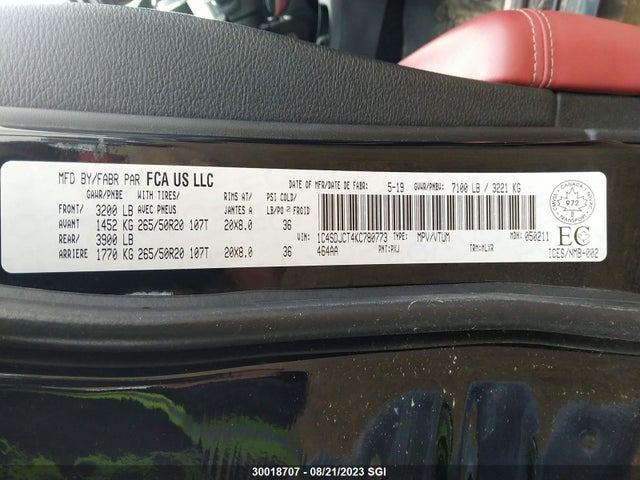 MFD BY/FABR PAR FCA US LLC
DATE OF MFR/DATE DE FABR: 5-19 GVWR/PNBV: 7100 LB / 3221 KG
GAWR/PNBE WITH TIRES/ RIMS AT/ PSI COLD/
FRONT/ 3200 LB AVEC PNEUS JANTES A LB/PO 2 FROID
AVANT 1452 KG 265/50R20 107T 20X8.0 36
REAR/ 3900 LB
ARRIERE 1770 KG 265/50R20 107T 20X8.0 36
VIN: 1C4SDJCT4KC780773 TYPE: MPV/VTUM MDH: 050211
464AA PNT:PXJ TRM:
CANADA
972
TRANSPORT
EC
ICES/NMB-002
30018707 - 08/21/2023 SGI